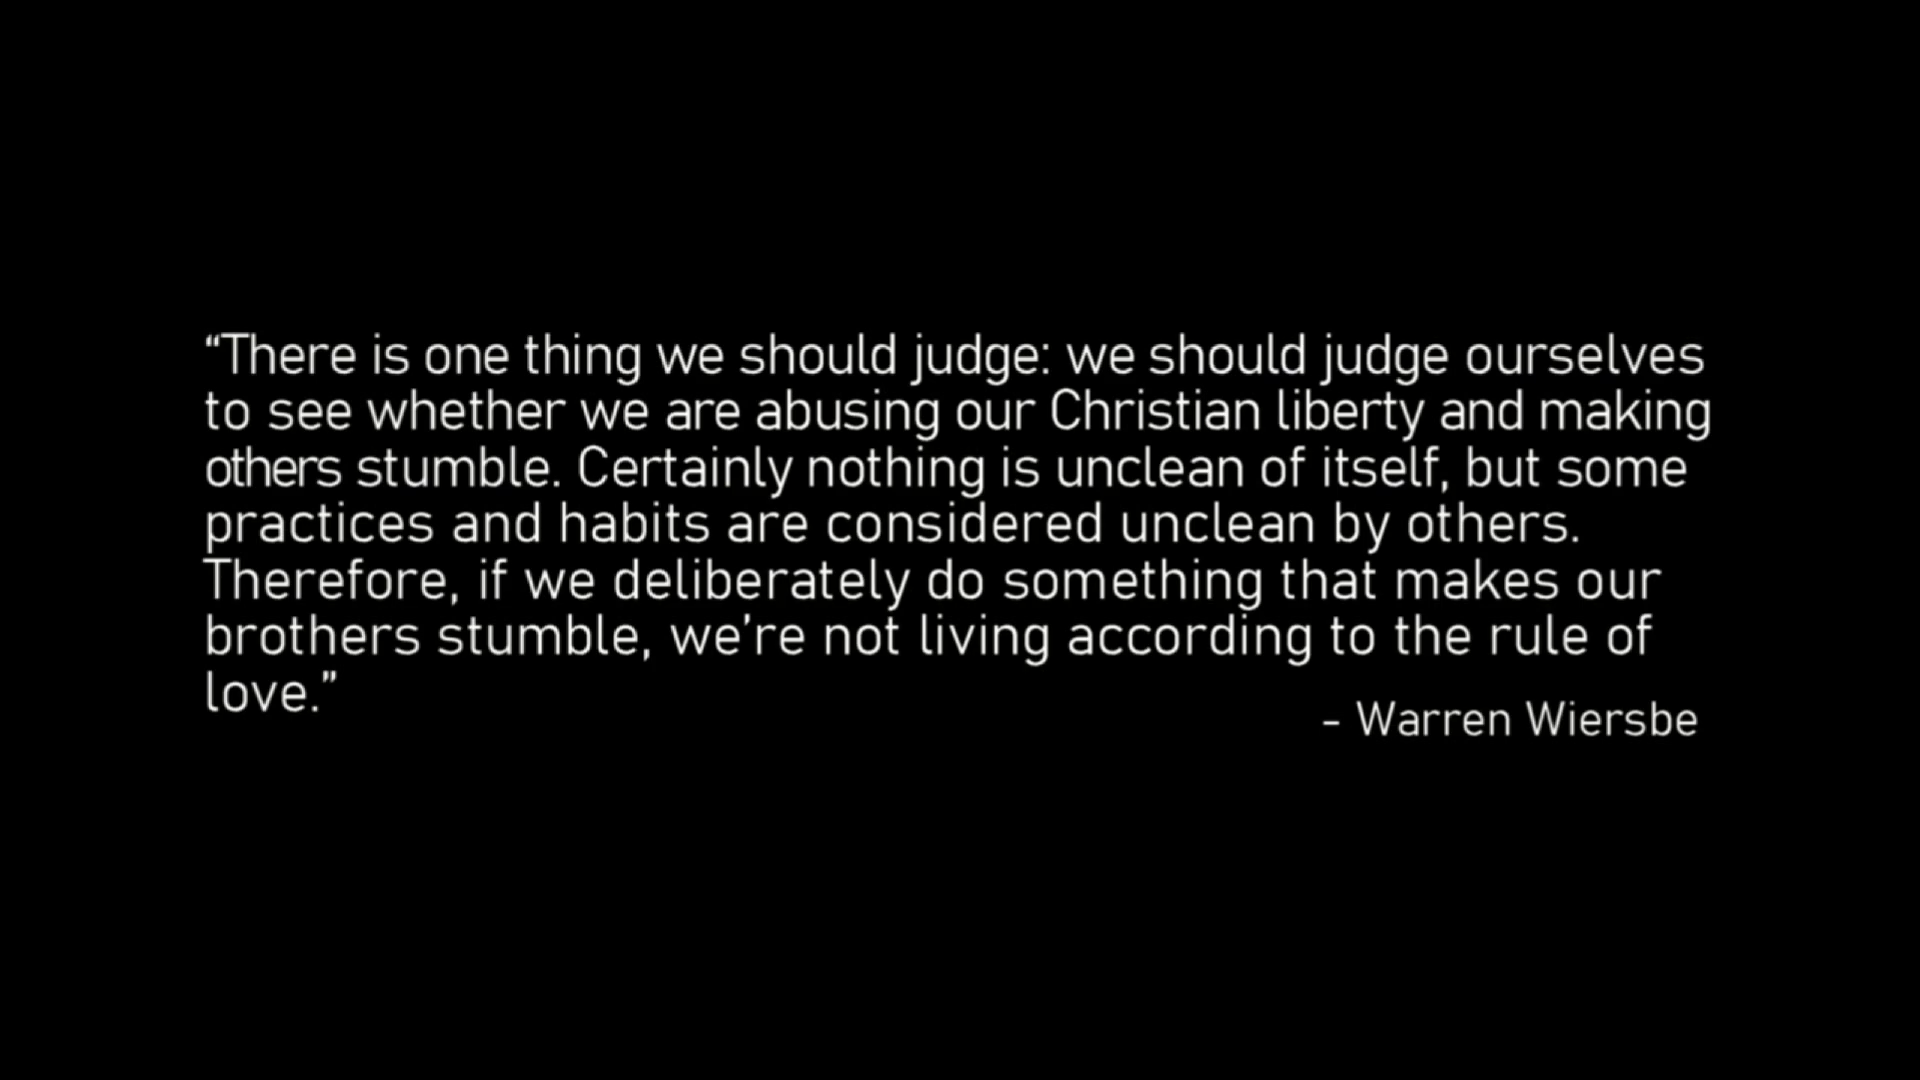 “There is one thing we should judge: we should judge ourselves
to see whether we are abusing our Christian liberty and making
others stumble. Certainly nothing is unclean of itself, but some
practices and habits are considered unclean by others.
Therefore, if we deliberately do something that makes our
brothers stumble, we’re not living according to the rule of
love.”
- Warren Wiersbe